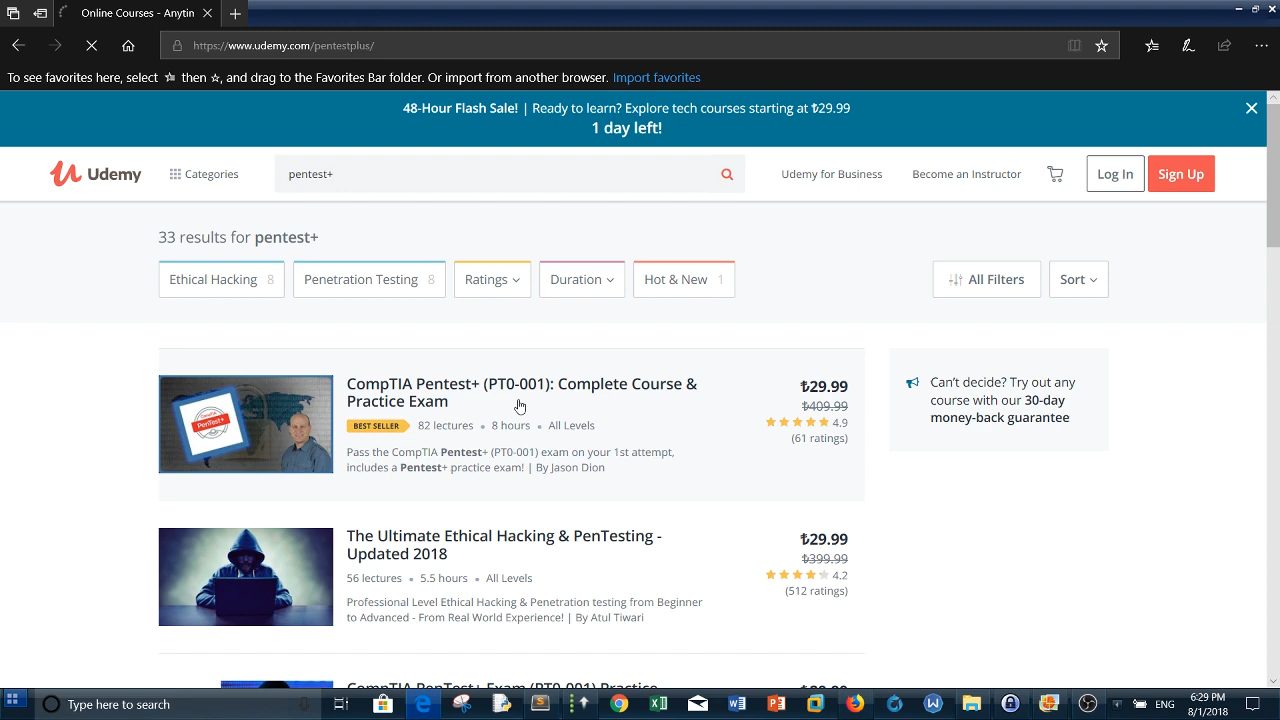 Online Courses - Anytin
https://www.udemy.com/pentestplus/
To see favorites here, select then ☆, and drag to the Favorites Bar folder. Or import from another browser. Import favorites
48-Hour Flash Sale! | Ready to learn? Explore tech courses starting at ₺29.99
1 day left!
Udemy
Categories
pentest+
Udemy for Business
Become an Instructor
Log In
Sign Up
33 results for pentest+
Ethical Hacking 8
Penetration Testing 8
Ratings
Duration
Hot & New 1
All Filters
Sort
CompTIA Pentest+ (PT0-001): Complete Course &
Practice Exam
BEST SELLER 82 lectures • 8 hours • All Levels
Pass the CompTIA Pentest+ (PT0-001) exam on your 1st attempt,
includes a Pentest+ practice exam! | By Jason Dion
₺29.99
₺409.99
4.9
(61 ratings)
Can't decide? Try out any
course with our 30-day
money-back guarantee
PenTest+
The Ultimate Ethical Hacking & PenTesting -
Updated 2018
56 lectures • 5.5 hours • All Levels
Professional Level Ethical Hacking & Penetration testing from Beginner
to Advanced - From Real World Experience! | By Atul Tiwari
₺29.99
₺399.99
4.2
(512 ratings)
CompTIA PenTest+ Exam (PT0-001) Practice
Type here to search
ENG
6:29 PM
8/1/2018